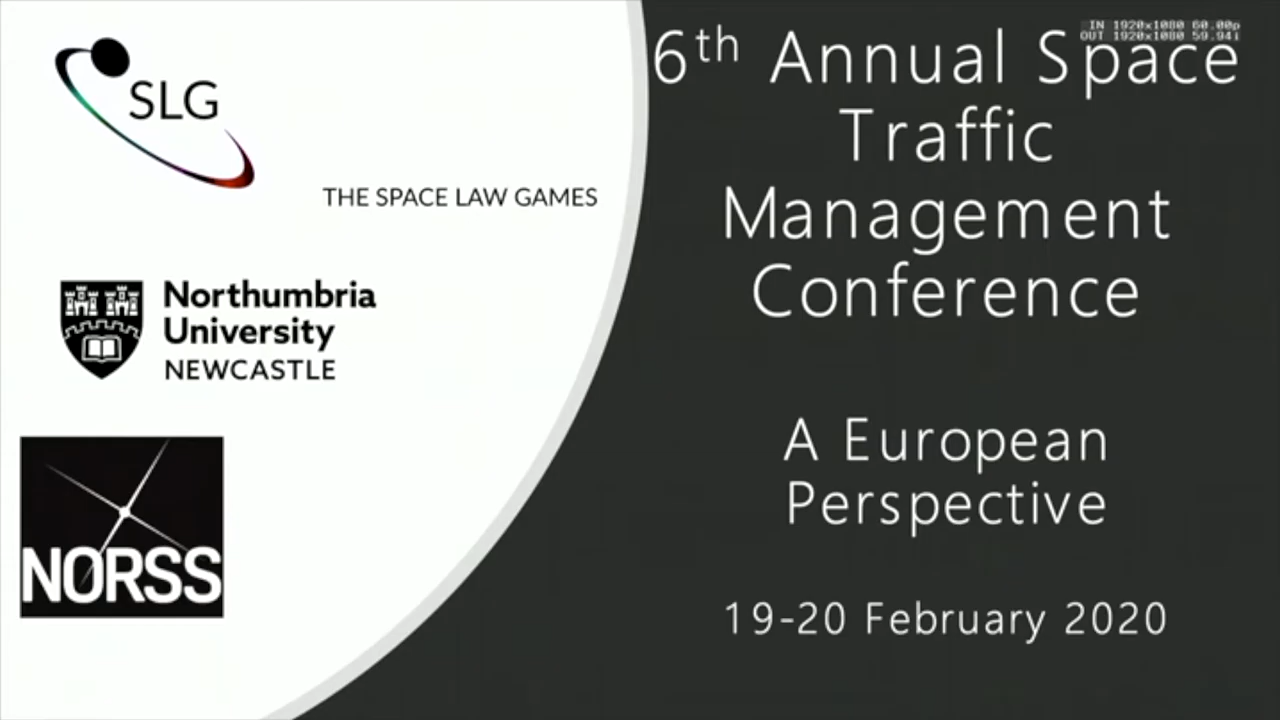 SLG
THE SPACE LAW GAMES
Northumbria
University
NEWCASTLE
NORSS
IN 1920x1080 60.00p
OUT 1920x1080 59.94i
6th Annual Space
Traffic
Management
Conference
A European
Perspective
19-20 February 2020